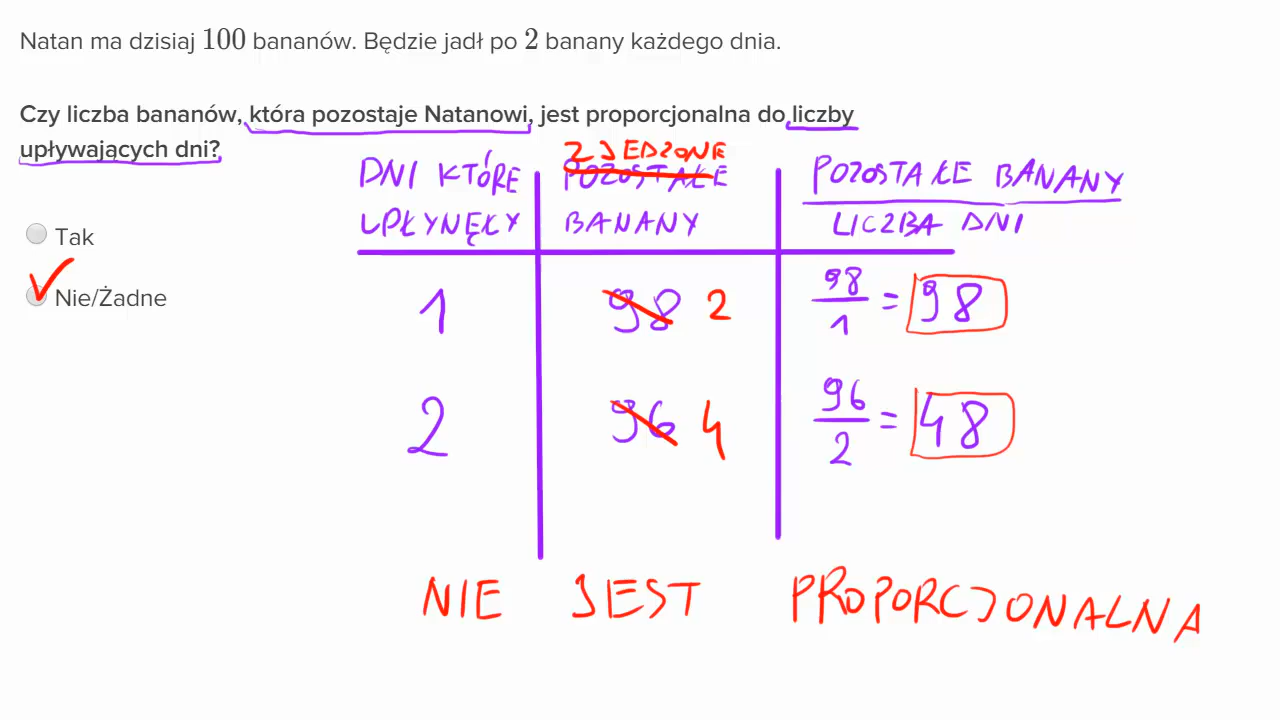 Natan ma dzisiaj 100 bananów. Będzie jadł po 2 banany każdego dnia.
Czy liczba bananów, która pozostaje Natanowi, jest proporcjonalna do liczby
upływających dni?
Tak
Nie/Żadne
DNI KTÓRE
UPŁYNĘŁY
ZJEDZONE
POZOSTAŁE
BANANY
POZOSTAŁE BANANY
LICZBA DNI
1
98 2
98
1
= 98
2
96 4
96
2
= 48
NIE JEST PROPORCJONALNA